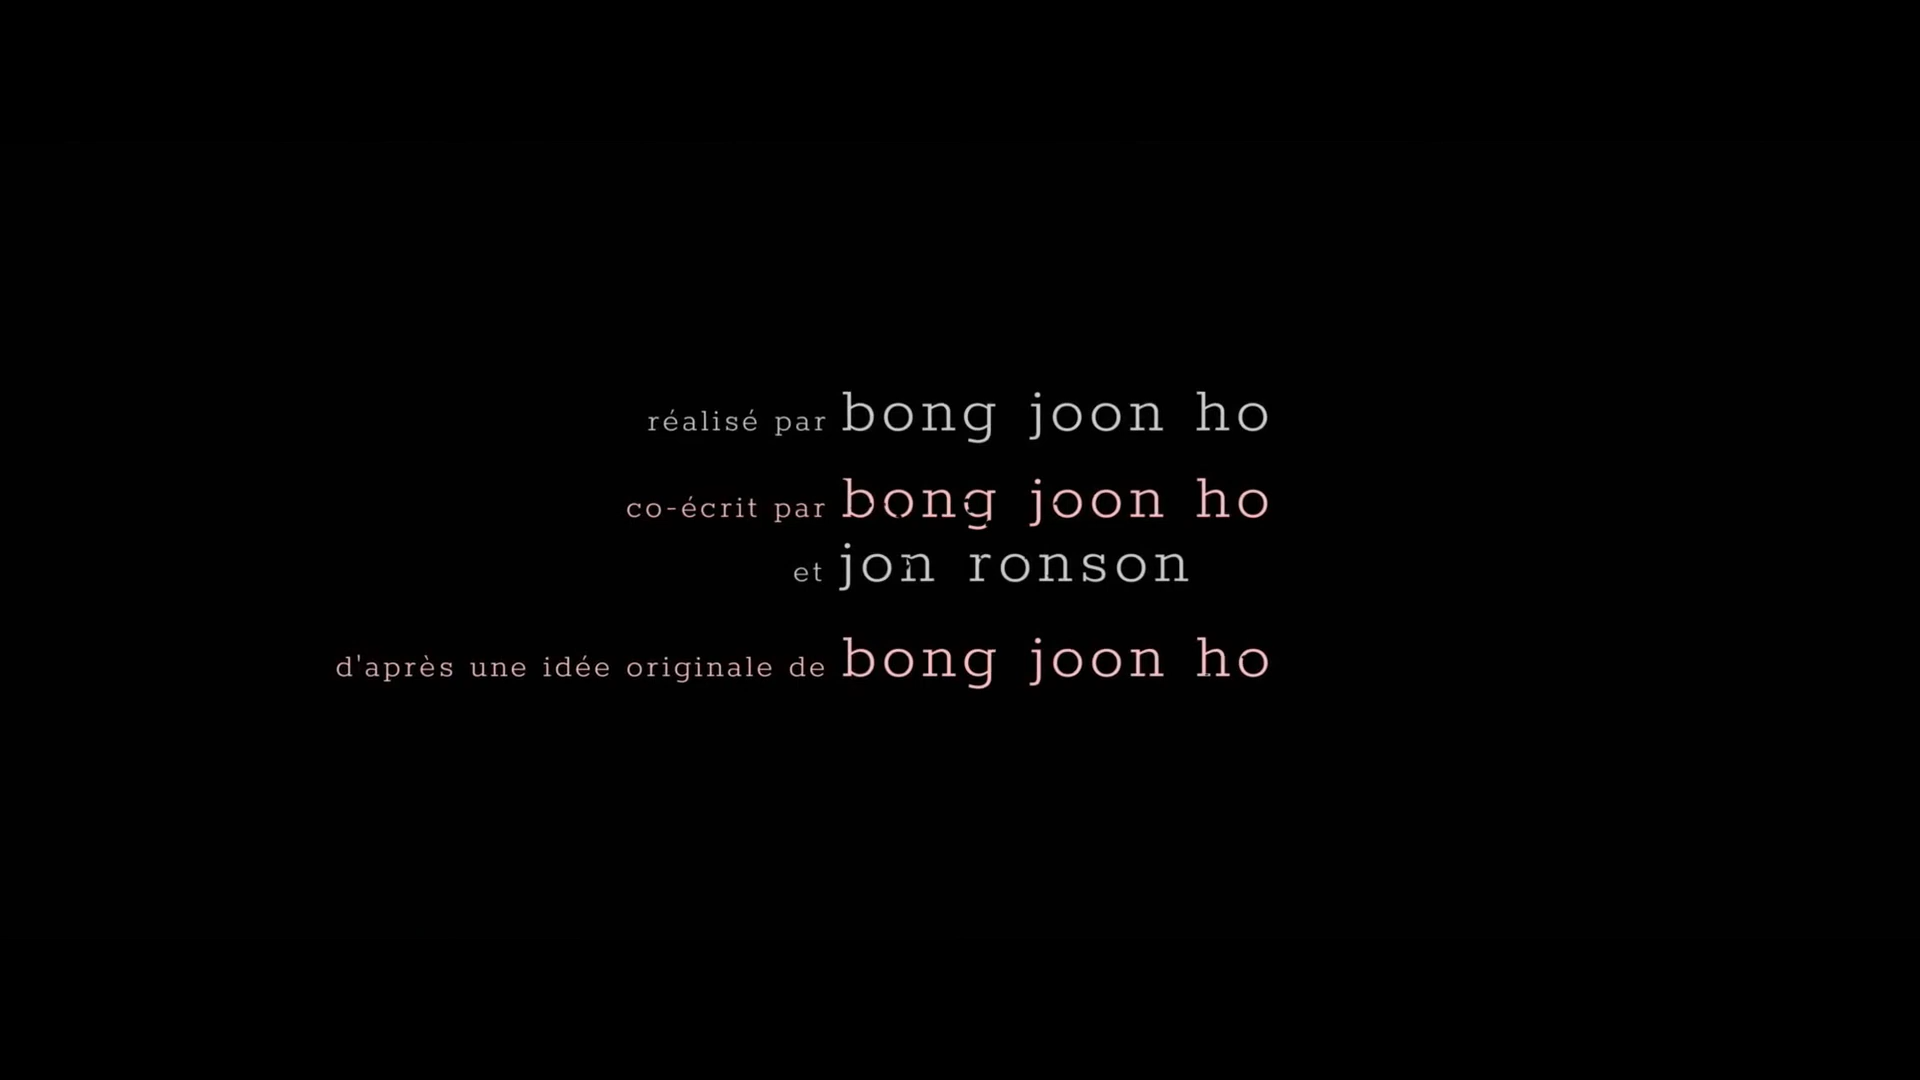 réalisé par bong joon ho
co-écrit par bong joon ho
et jon ronson
d'après une idée originale de bong joon ho